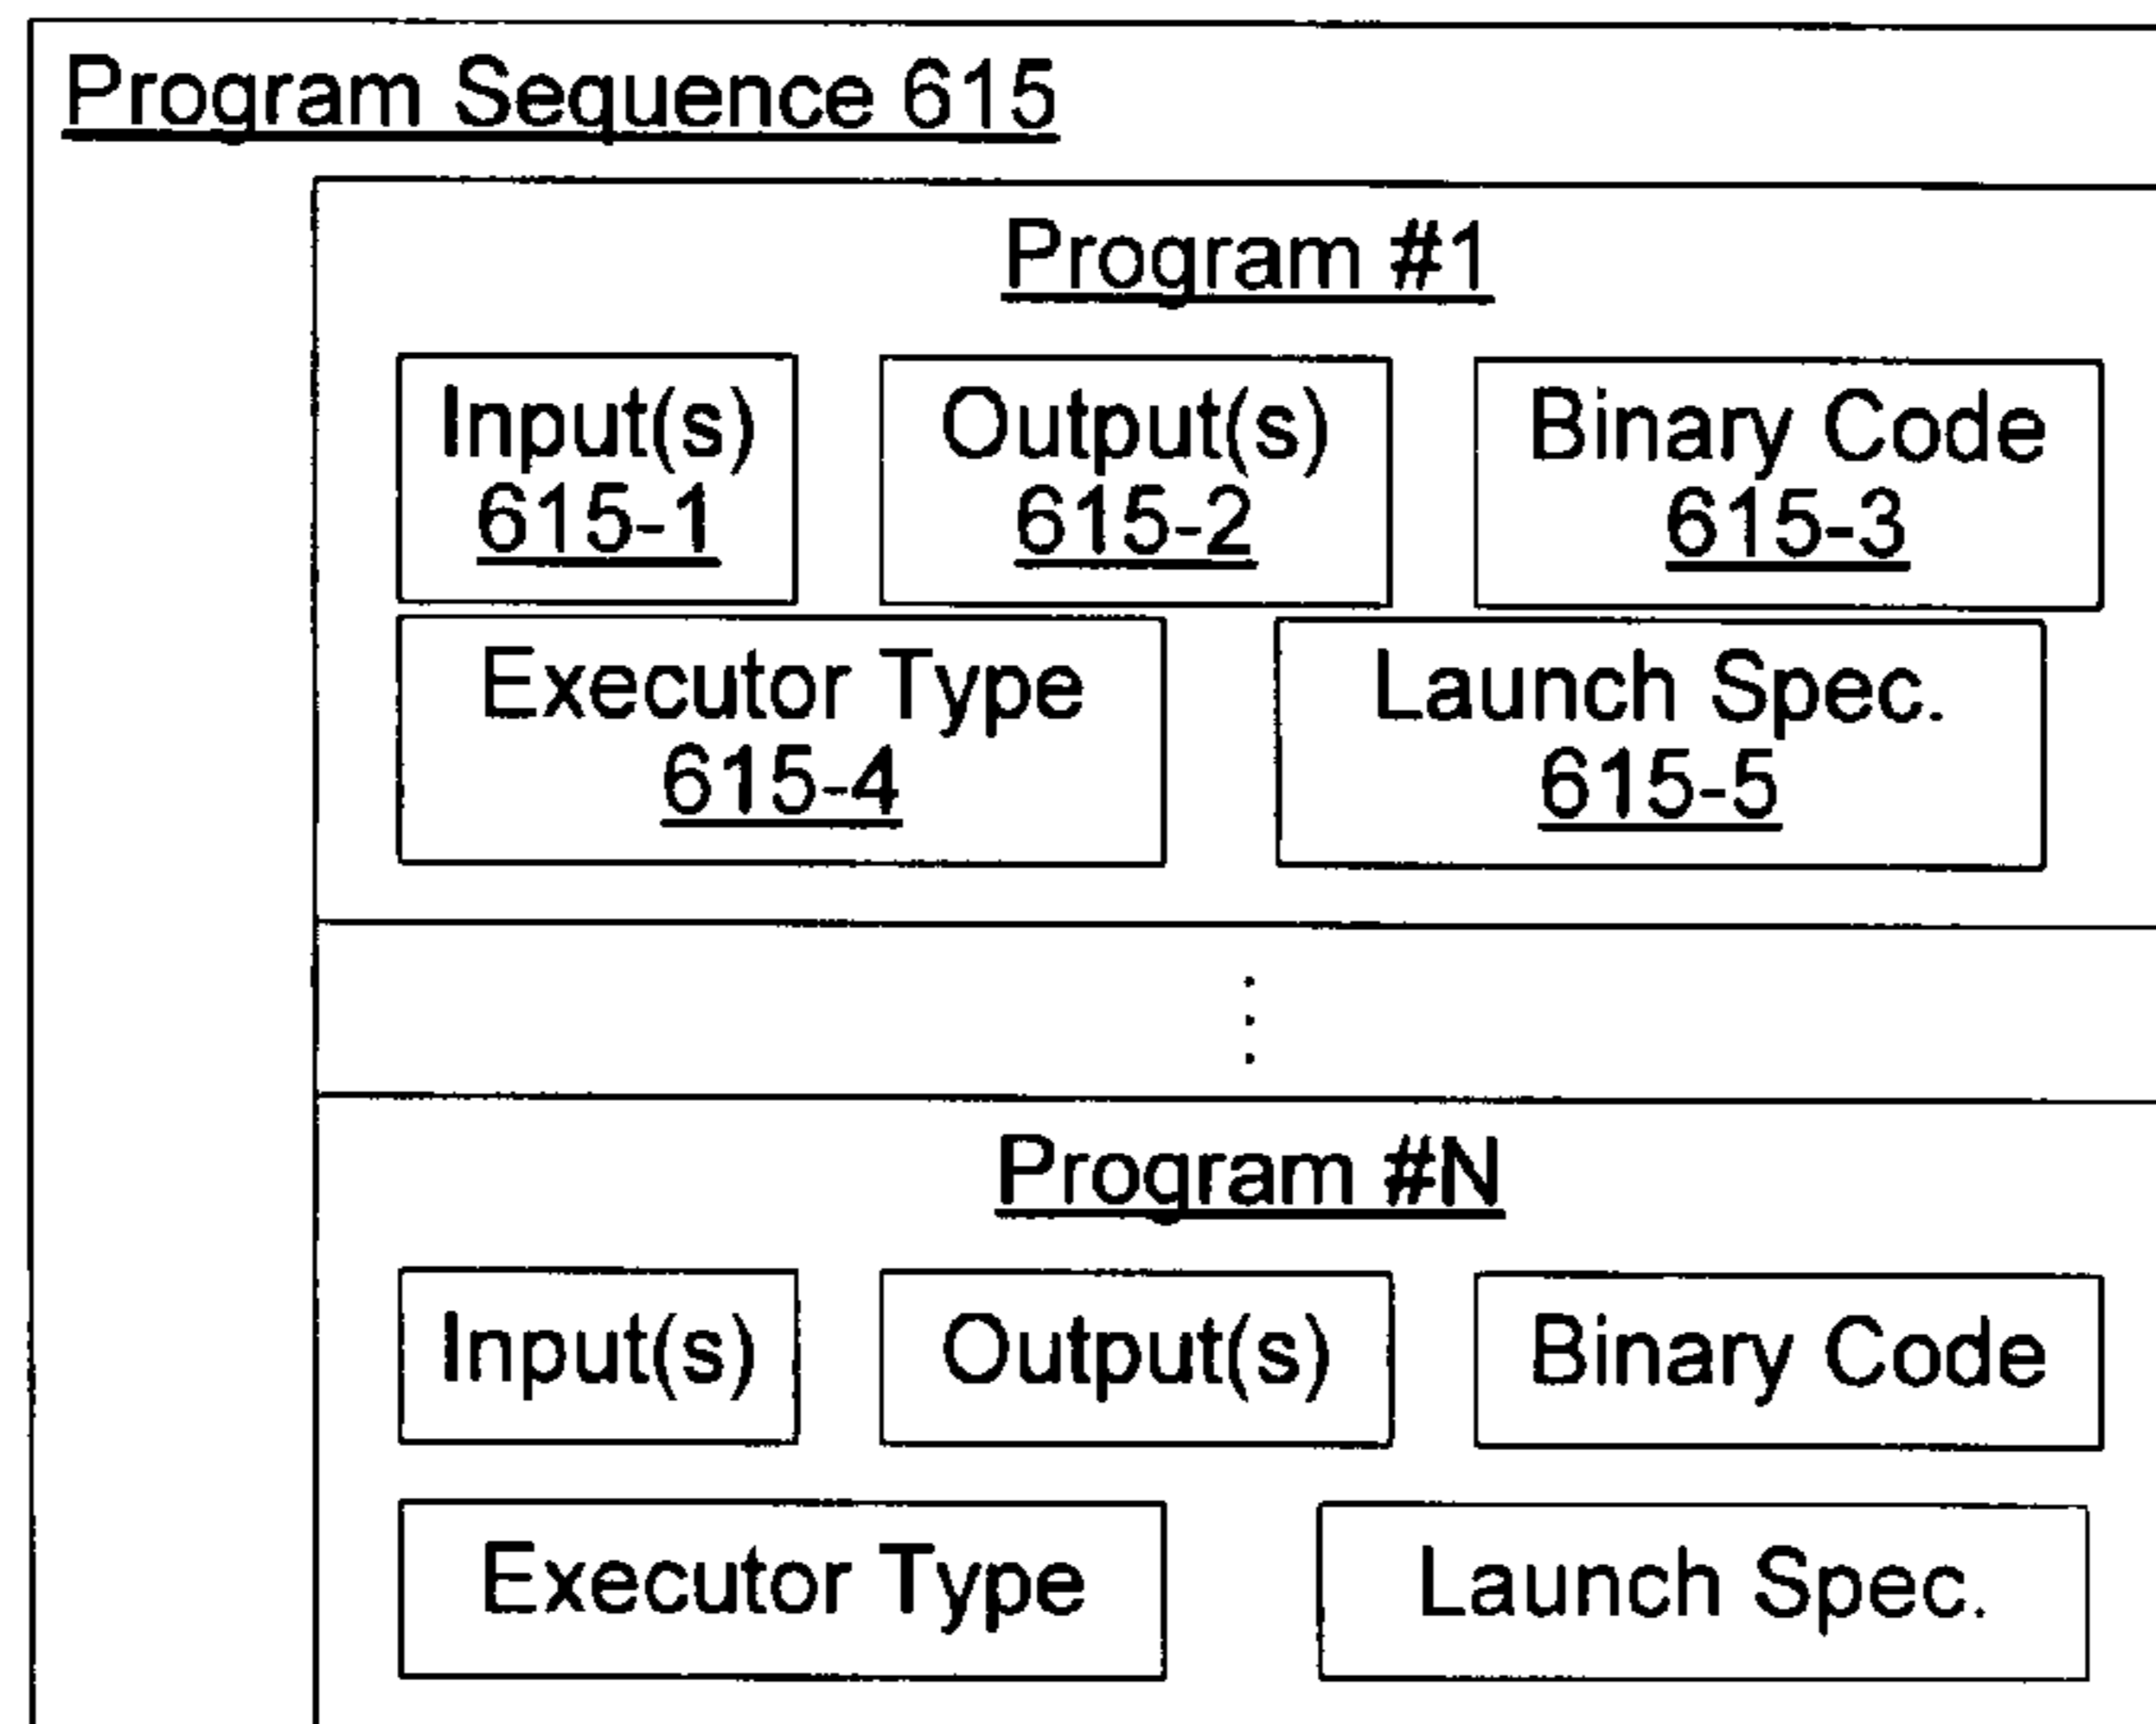 Program Sequence 615
Program #1
Input(s) Output(s) Binary Code
615-1 615-2 615-3
Executor Type Launch Spec.
615-4 615-5
Program #N
Input(s) Output(s) Binary Code
Executor Type Launch Spec.